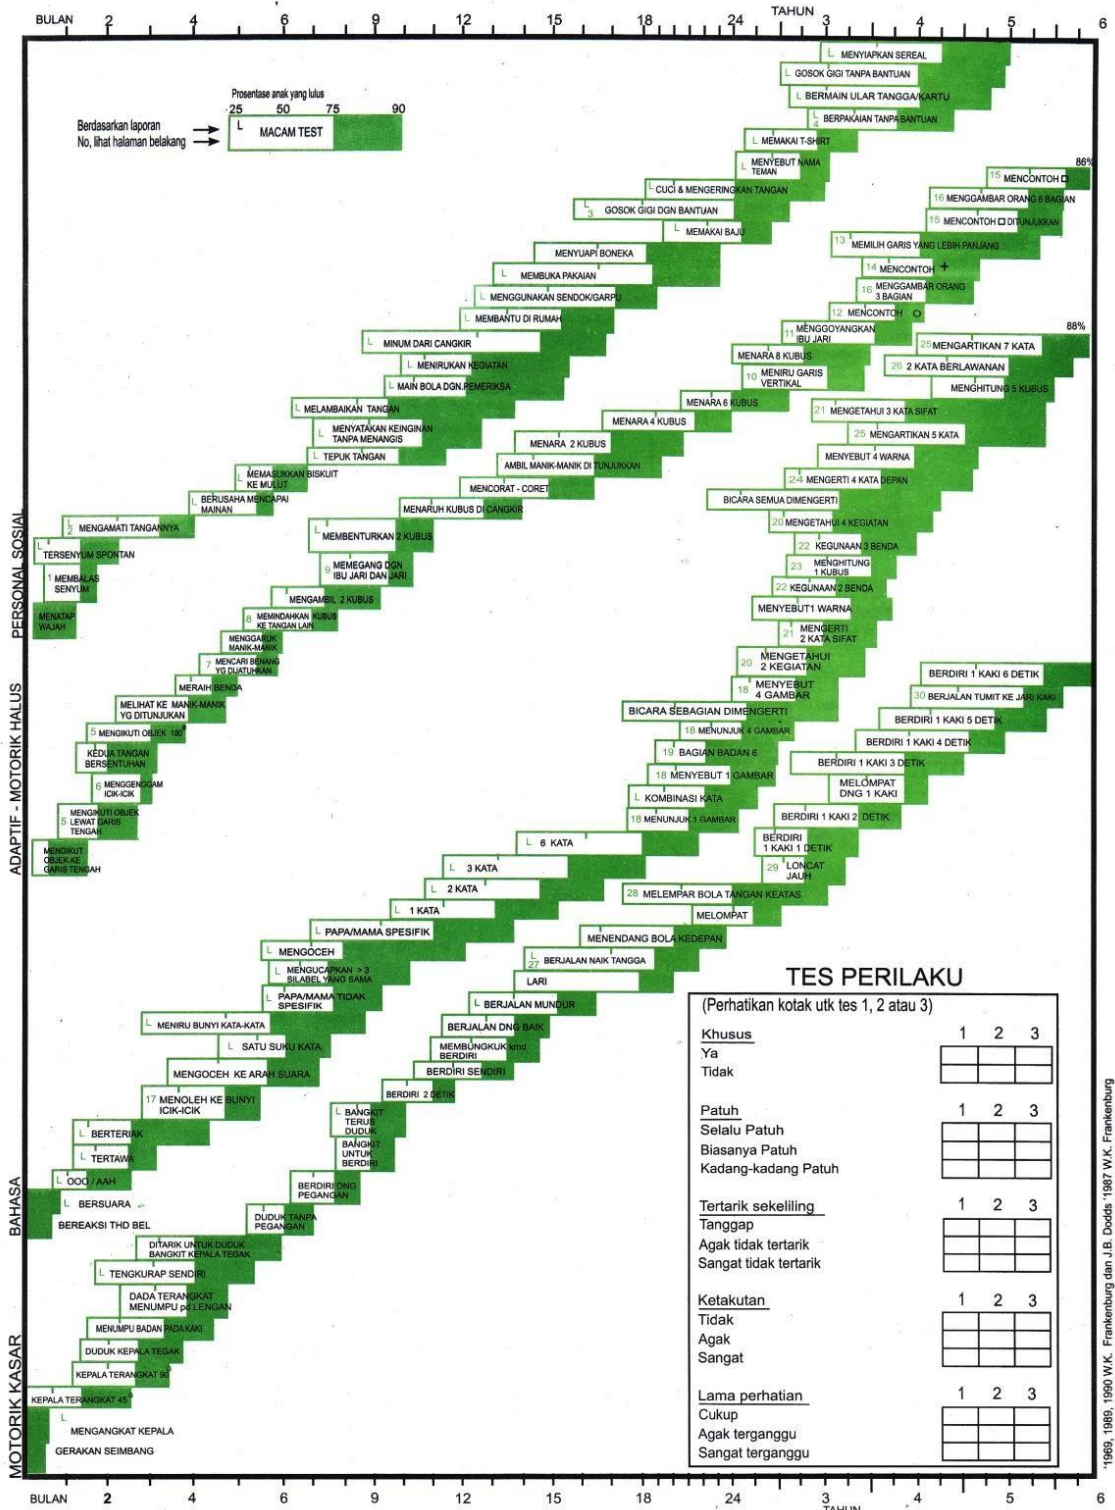 BULAN 2 4 6 9 12 15 18 24 TAHUN 3 4 5 6
Prosentase anak yang lulus
25 50 75 90
Berdasarkan laporan
No, lihat halaman belakang
L MACAM TEST
PERSONAL SOSIAL
L MENYIAPKAN SEREAL
L GOSOK GIGI TANPA BANTUAN
L BERMAIN ULAR TANGGA/KARTU
L 4 BERPAKAIAN TANPA BANTUAN
L MEMAKAI T-SHIRT
L MENYEBUT NAMA
TEMAN
L CUCI & MENGERINGKAN TANGAN
L 3 GOSOK GIGI DGN BANTUAN
L MEMAKAI BAJU
MENYUAPI BONEKA
L MEMBUKA PAKAIAN
L MENGGUNAKAN SENDOK/GARPU
L MEMBANTU DI RUMAH
L MINUM DARI CANGKIR
L MENIRUKAN KEGIATAN
L MAIN BOLA DGN.PEMERIKSA
L MELAMBAIKAN TANGAN
L MENYATAKAN KEINGINAN
TANPA MENANGIS
L TEPUK TANGAN
L MEMASUKKAN BISKUIT
KE MULUT
L BERUSAHA MENCAPAI
MAINAN
L 2 MENGAMATI TANGANNYA
L TERSENYUM SPONTAN
1 MEMBALAS
SENYUM
MENATAP
WAJAH
ADAPTIF - MOTORIK HALUS
86%
15 MENCONTOH □
16 MENGGAMBAR ORANG 6 BAGIAN
15 MENCONTOH □ DITUNJUKKAN
13 MEMILIH GARIS YANG LEBIH PANJANG
14 MENCONTOH +
16 MENGGAMBAR ORANG
3 BAGIAN
12 MENCONTOH O
11 MENGGOYANGKAN
IBU JARI
MENARA 8 KUBUS
10 MENIRU GARIS
VERTIKAL
MENARA 6 KUBUS
MENARA 4 KUBUS
MENARA 2 KUBUS
AMBIL MANIK-MANIK DI TUNJUKKAN
MENCORAT - CORET
MENARUH KUBUS DI CANGKIR
L MEMBENTURKAN 2 KUBUS
9 MEMEGANG DGN
IBU JARI DAN JARI
MENGAMBIL 2 KUBUS
8 MEMINDAHKAN KUBUS
KE TANGAN LAIN
MENGGARUK
MANIK-MANIK
7 MENCARI BENANG
YG DIJATUHKAN
MERAIH BENDA
MELIHAT KE MANIK-MANIK
YG DITUNJUKAN
5 MENGIKUTI OBJEK 180°
KEDUA TANGAN
BERSENTUHAN
6 MENGGENGGAM
ICIK-ICIK
5 MENGIKUTI OBJEK
LEWAT GARIS
TENGAH
MENGIKUT
OBJEK KE
GARIS TENGAH
BAHASA
88%
25 MENGARTIKAN 7 KATA
26 2 KATA BERLAWANAN
MENGHITUNG 5 KUBUS
21 MENGETAHUI 3 KATA SIFAT
25 MENGARTIKAN 5 KATA
MENYEBUT 4 WARNA
24 MENGERTI 4 KATA DEPAN
BICARA SEMUA DIMENGERTI
20 MENGETAHUI 4 KEGIATAN
22 KEGUNAAN 3 BENDA
23 MENGHITUNG
1 KUBUS
22 KEGUNAAN 2 BENDA
MENYEBUT1 WARNA
21 MENGERTI
2 KATA SIFAT
20 MENGETAHUI
2 KEGIATAN
18 MENYEBUT
4 GAMBAR
BICARA SEBAGIAN DIMENGERTI
18 MENUNJUK 4 GAMBAR
19 BAGIAN BADAN 6
18 MENYEBUT 1 GAMBAR
L KOMBINASI KATA
18 MENUNJUK 1 GAMBAR
L 6 KATA
L 3 KATA
L 2 KATA
L 1 KATA
L PAPA/MAMA SPESIFIK
L MENGOCEH
L MENGUCAPKAN > 3
SILABEL YANG SAMA
L PAPA/MAMA TIDAK
SPESIFIK
L MENIRU BUNYI KATA-KATA
L SATU SUKU KATA
MENGOCEH KE ARAH SUARA
17 MENOLEH KE BUNYI
ICIK-ICIK
L BERTERIAK
L TERTAWA
L OOO / AAH
L BERSUARA
BEREAKSI THD BEL
MOTORIK KASAR
BERDIRI 1 KAKI 6 DETIK
30 BERJALAN TUMIT KE JARI KAKI
BERDIRI 1 KAKI 5 DETIK
BERDIRI 1 KAKI 4 DETIK
BERDIRI 1 KAKI 3 DETIK
MELOMPAT
DNG 1 KAKI
BERDIRI 1 KAKI 2 DETIK
BERDIRI
1 KAKI 1 DETIK
29 LONCAT
JAUH
28 MELEMPAR BOLA TANGAN KEATAS
MELOMPAT
MENENDANG BOLA KEDEPAN
L 27 BERJALAN NAIK TANGGA
LARI
L BERJALAN MUNDUR
BERJALAN DNG BAIK
MEMBUNGKUK kmd
BERDIRI
BERDIRI SENDIRI
BERDIRI 2 DETIK
L BANGKIT
TERUS
DUDUK
BANGKIT
UNTUK
BERDIRI
BERDIRI DNG
PEGANGAN
DUDUK TANPA
PEGANGAN
DITARIK UNTUK DUDUK
BANGKIT KEPALA TEGAK
L TENGKURAP SENDIRI
DADA TERANGKAT
MENUMPU pd LENGAN
MENUMPU BADAN PADA KAKI
DUDUK KEPALA TEGAK
KEPALA TERANGKAT 90°
KEPALA TERANGKAT 45°
L
MENGANGKAT KEPALA
GERAKAN SEIMBANG
TES PERILAKU
(Perhatikan kotak utk tes 1, 2 atau 3)
Khusus 1 2 3
Ya
Tidak
Patuh 1 2 3
Selalu Patuh
Biasanya Patuh
Kadang-kadang Patuh
Tertarik sekeliling 1 2 3
Tanggap
Agak tidak tertarik
Sangat tidak tertarik
Ketakutan 1 2 3
Tidak
Agak
Sangat
Lama perhatian 1 2 3
Cukup
Agak terganggu
Sangat terganggu
'1969, 1989, 1990 W.K. Frankenburg dan J.B. Dodds '1987 W.K. Frankenburg
BULAN 2 4 6 9 12 15 18 24 TAHUN 3 4 5 6